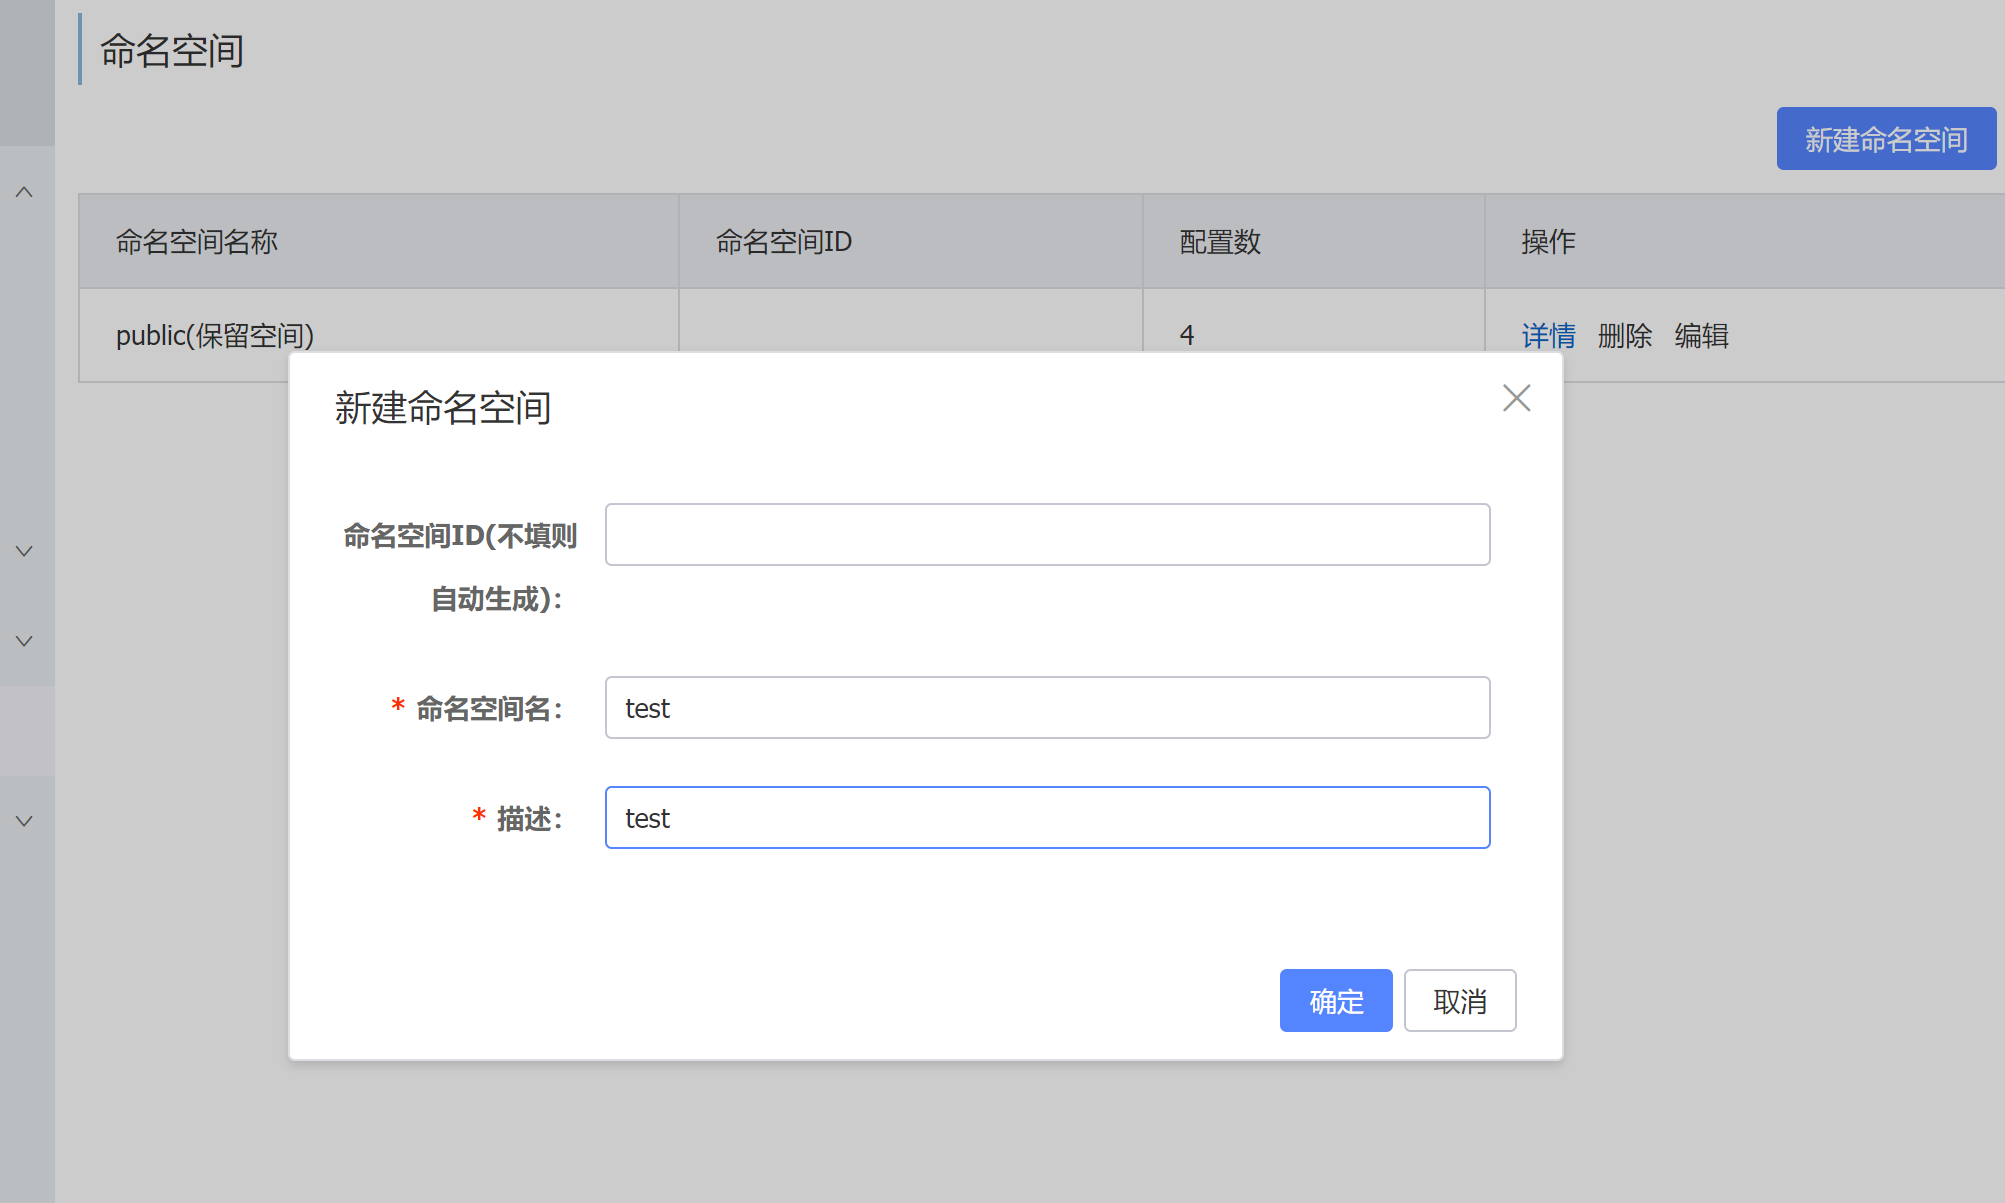 命名空间
新建命名空间
命名空间名称 命名空间ID 配置数 操作
public(保留空间) 4 详情 删除 编辑
新建命名空间
命名空间ID(不填则
自动生成)：
* 命名空间名： test
* 描述： test
确定 取消